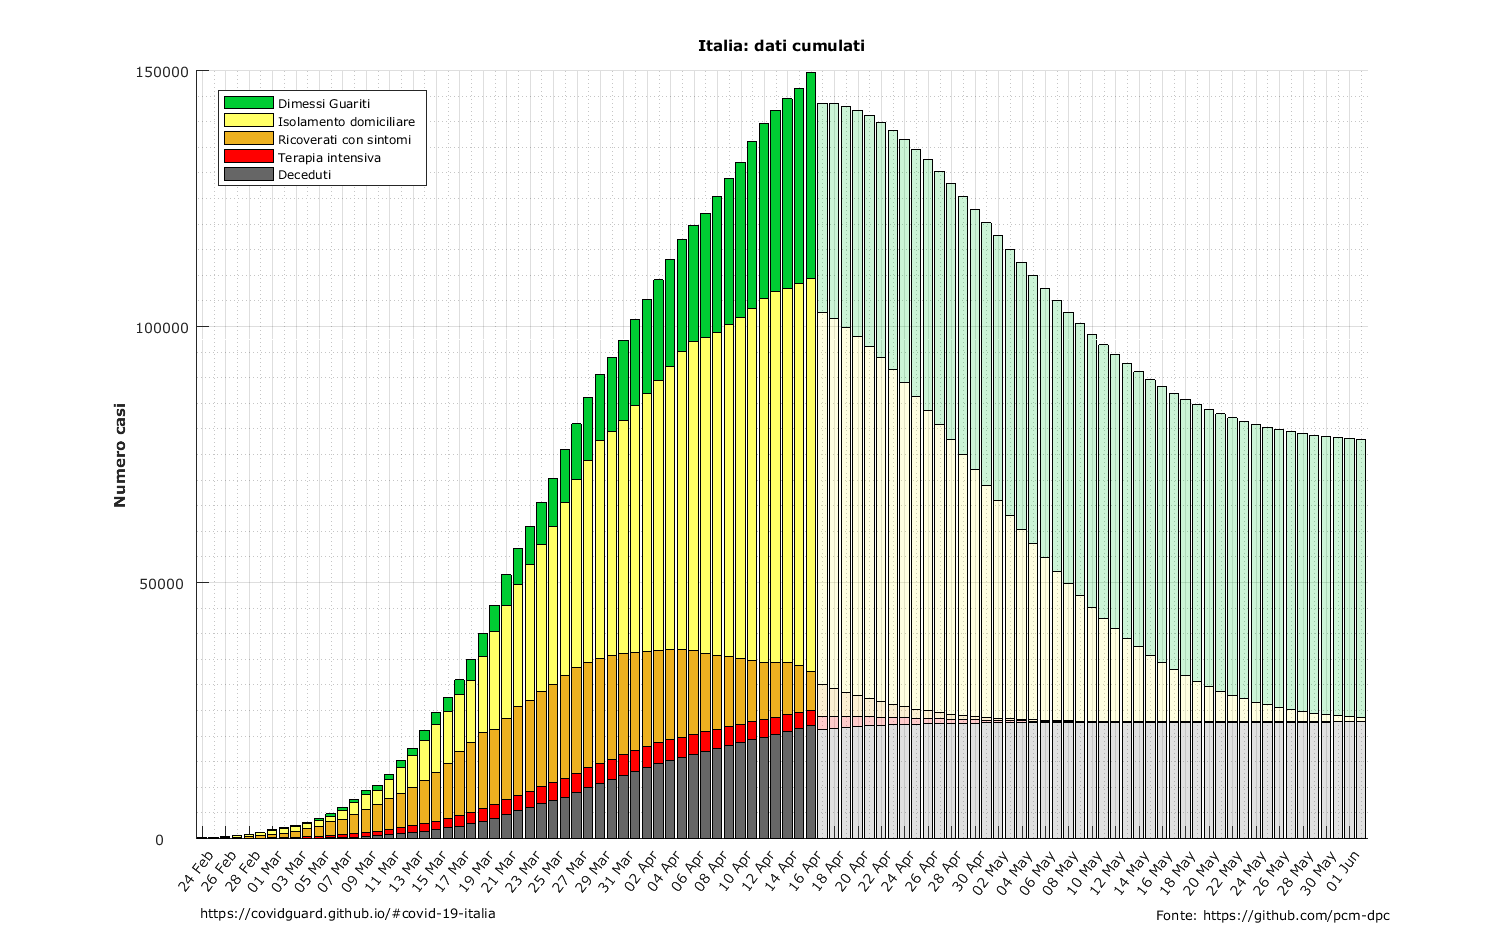 Italia: dati cumulati
150000
100000
50000
0
Numero casi
Dimessi Guariti
Isolamento domiciliare
Ricoverati con sintomi
Terapia intensiva
Deceduti
24 Feb
26 Feb
28 Feb
01 Mar
03 Mar
05 Mar
07 Mar
09 Mar
11 Mar
13 Mar
15 Mar
17 Mar
19 Mar
21 Mar
23 Mar
25 Mar
27 Mar
29 Mar
31 Mar
02 Apr
04 Apr
06 Apr
08 Apr
10 Apr
12 Apr
14 Apr
16 Apr
18 Apr
20 Apr
22 Apr
24 Apr
26 Apr
28 Apr
30 Apr
02 May
04 May
06 May
08 May
10 May
12 May
14 May
16 May
18 May
20 May
22 May
24 May
26 May
28 May
30 May
01 Jun
https://covidguard.github.io/#covid-19-italia
Fonte: https://github.com/pcm-dpc